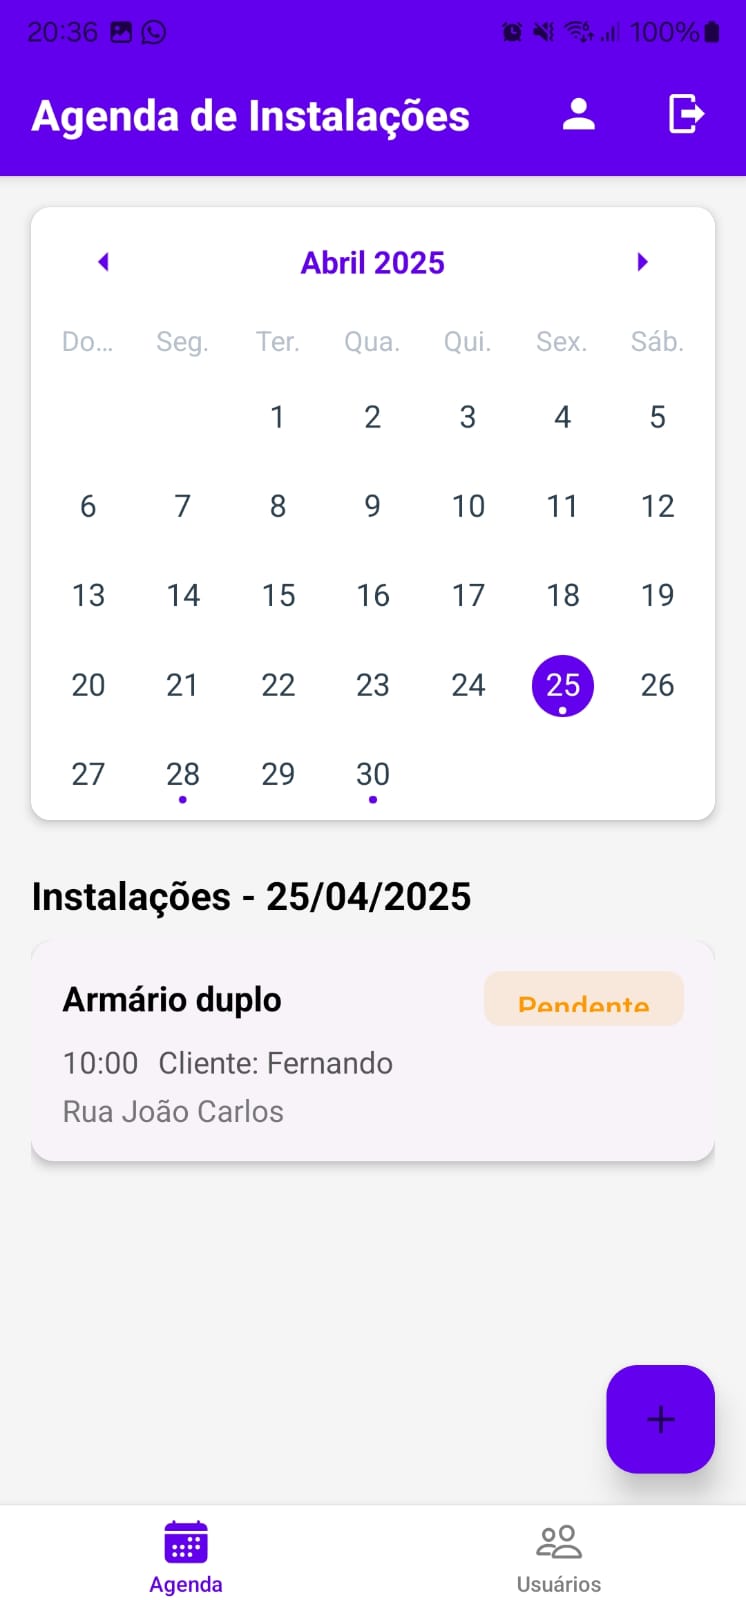 20:36 100%
Agenda de Instalações
Abril 2025
Do... Seg. Ter. Qua. Qui. Sex. Sáb.
1 2 3 4 5
6 7 8 9 10 11 12
13 14 15 16 17 18 19
20 21 22 23 24 25 26
27 28 29 30
Instalações - 25/04/2025
Armário duplo Pendente
10:00 Cliente: Fernando
Rua João Carlos
+
Agenda Usuários